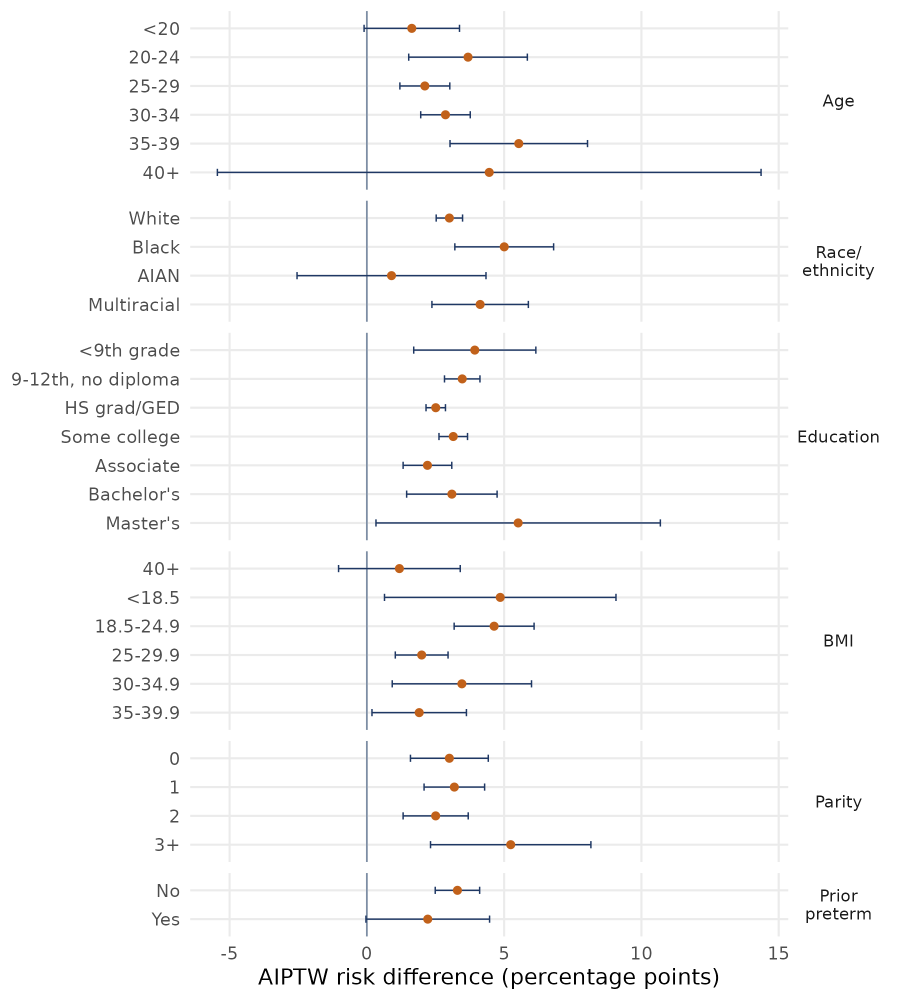 <20
20-24
25-29
30-34
35-39
40+
Age
White
Black
AIAN
Multiracial
Race/
ethnicity
<9th grade
9-12th, no diploma
HS grad/GED
Some college
Associate
Bachelor's
Master's
Education
40+
<18.5
18.5-24.9
25-29.9
30-34.9
35-39.9
BMI
0
1
2
3+
Parity
No
Yes
Prior
preterm
-5 0 5 10 15
AIPTW risk difference (percentage points)